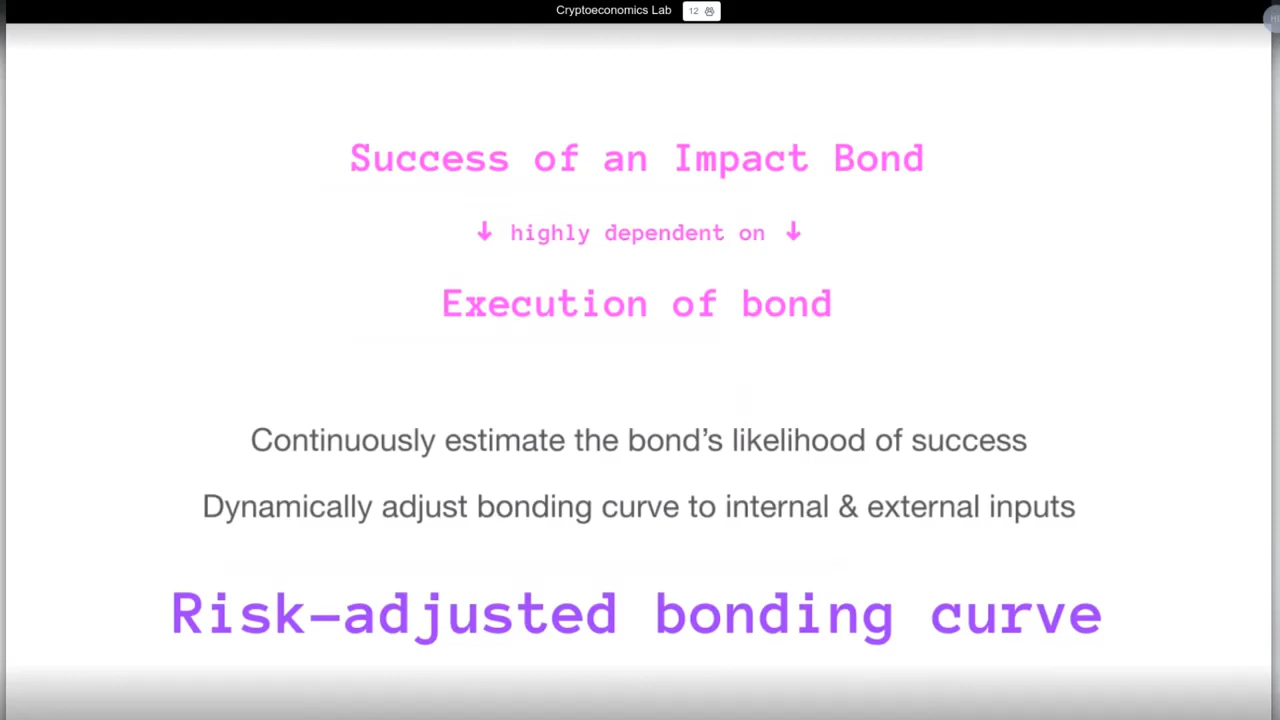 Cryptoeconomics Lab 12
Success of an Impact Bond
↓ highly dependent on ↓
Execution of bond
Continuously estimate the bond’s likelihood of success
Dynamically adjust bonding curve to internal & external inputs
Risk-adjusted bonding curve